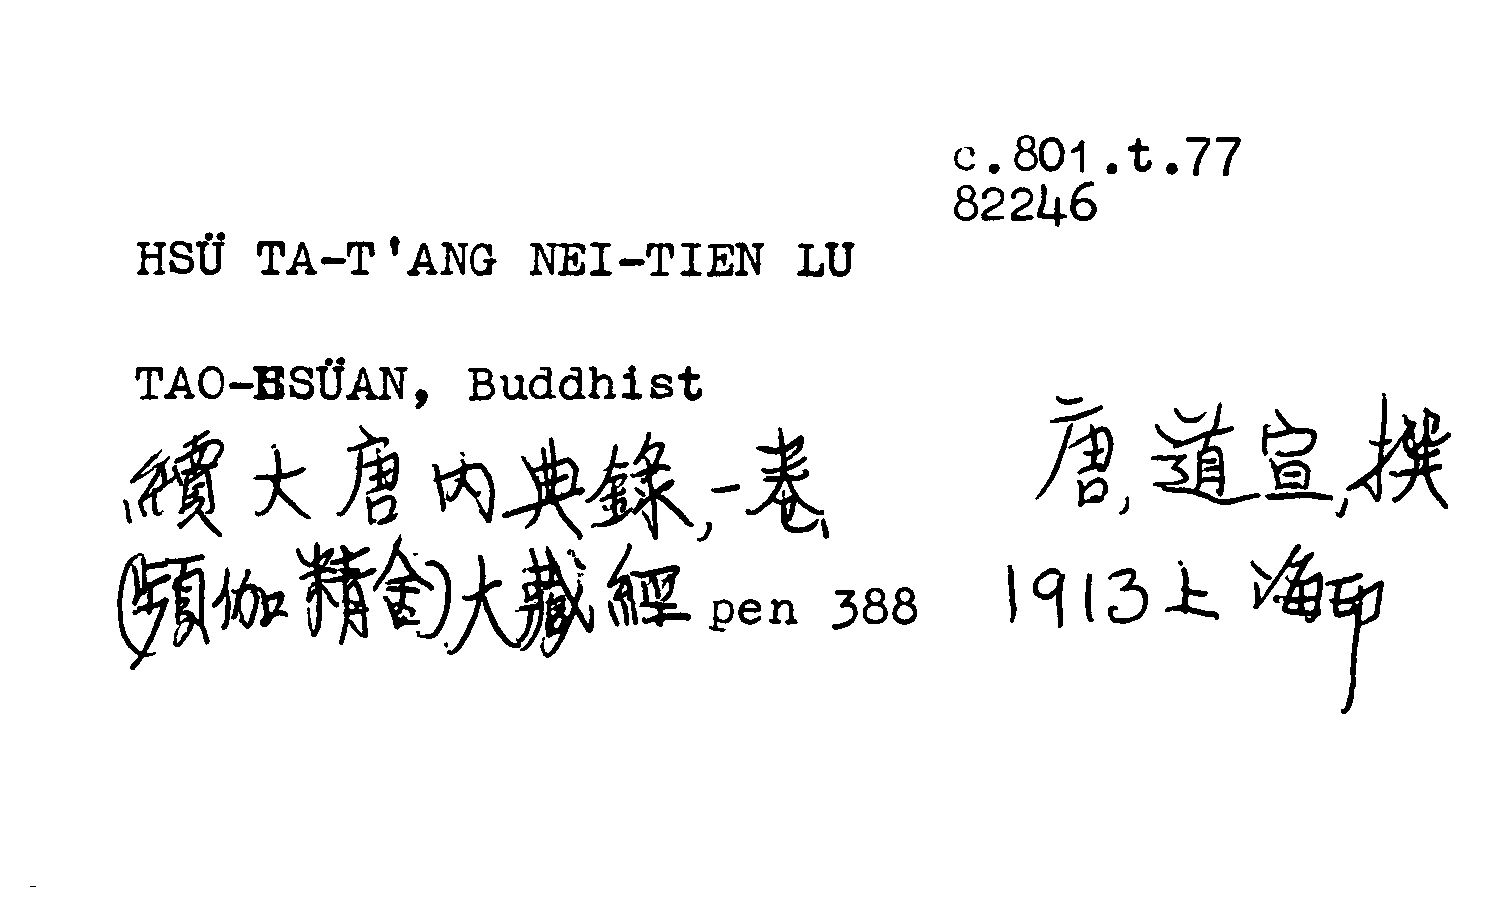 c.801.t.77
82246
HSÜ TA-T'ANG NEI-TIEN LU
TAO-HSÜAN, Buddhist
續大唐內典錄,一卷, 唐,道宣,撰
(頻伽精舍)大藏經 pen 388 1913上海印